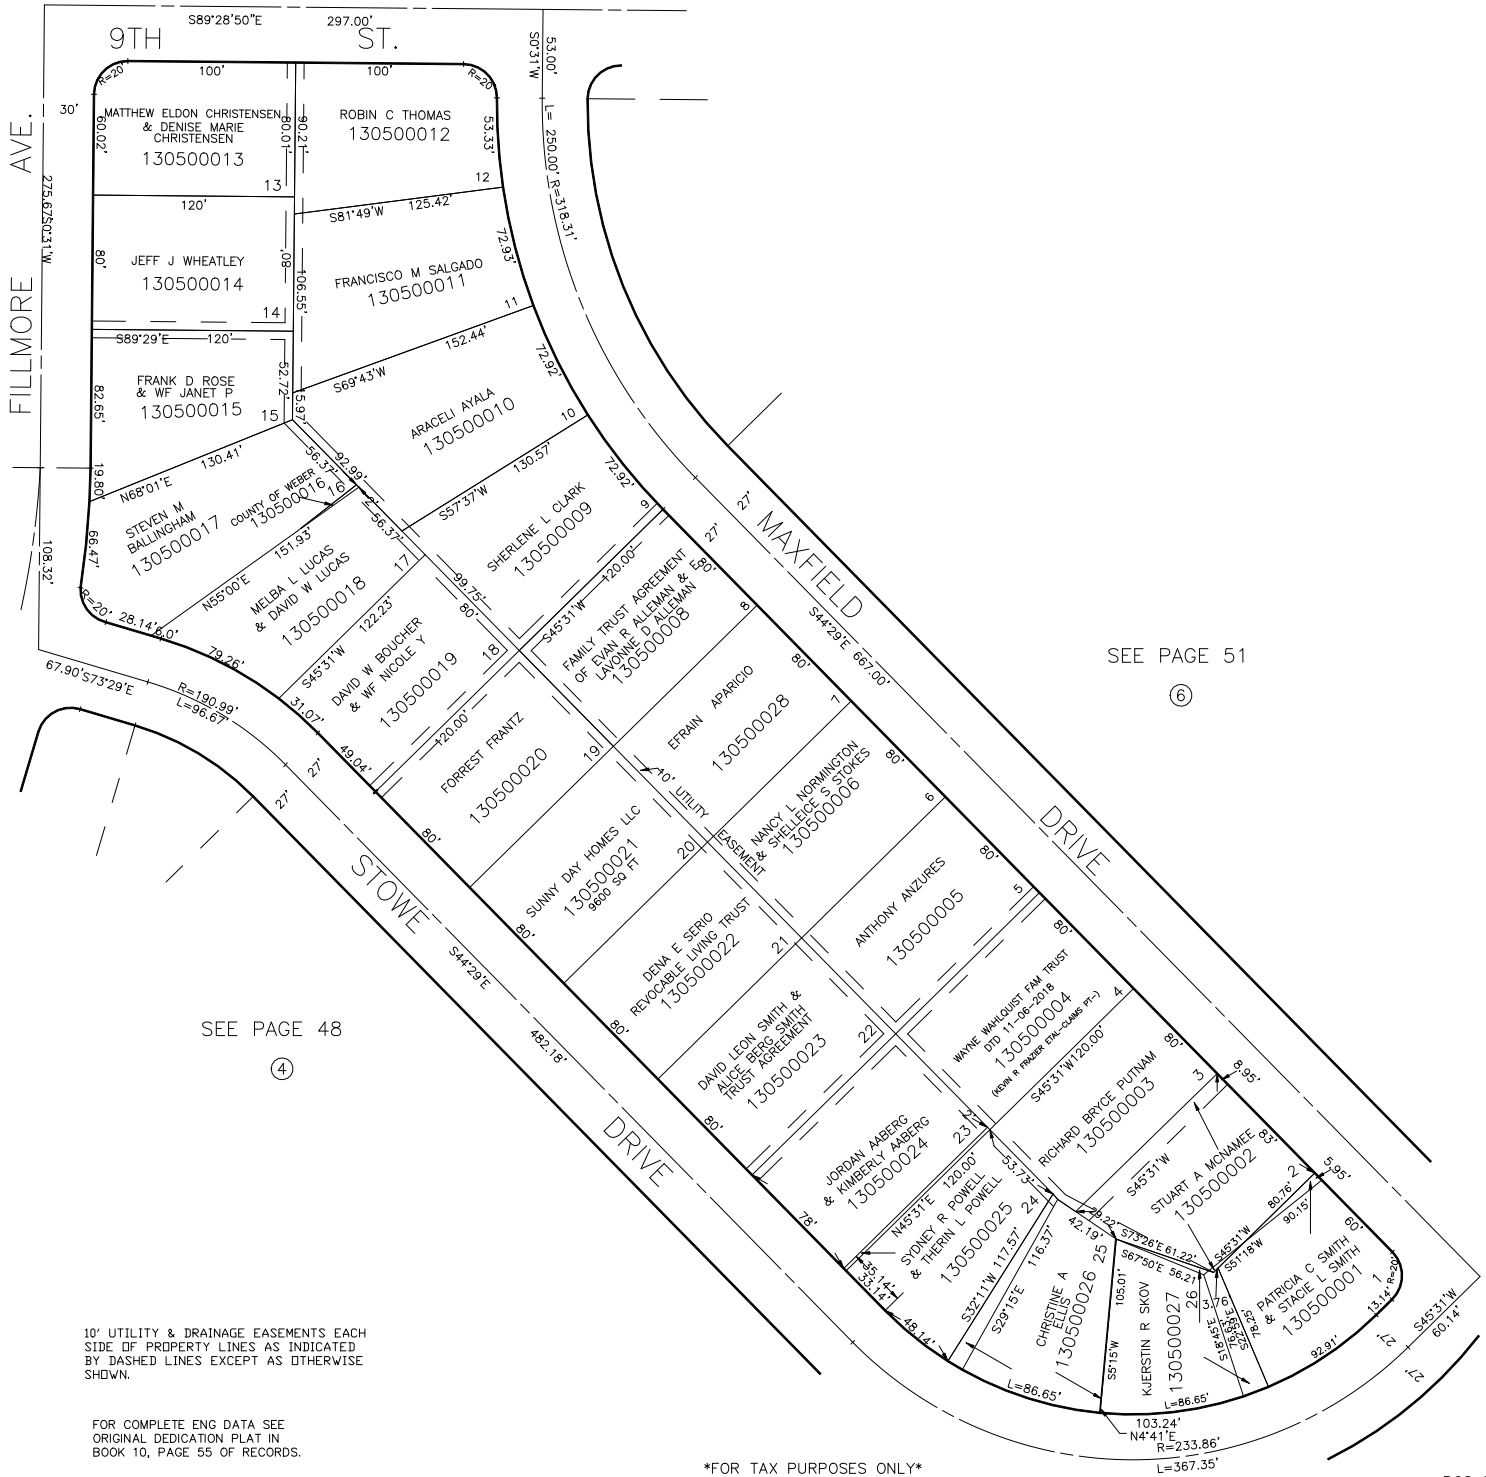 S89°28'50"E 297.00'
9TH ST.
S0°31'W
53.00'
R=20'
100'
100'
R=20'
30'
FILLMORE AVE.
MATTHEW ELDON CHRISTENSEN
& DENISE MARIE
CHRISTENSEN
130500013
60.02'
80.01'
90.21'
13
ROBIN C THOMAS
130500012
53.33'
12
L= 250.00' R=318.31'
275.67'
S0°31'W
120'
S81°49'W 125.42'
JEFF J WHEATLEY
130500014
80'
80'
14
106.55'
FRANCISCO M SALGADO
130500011
72.93'
11
S89°29'E 120'
FRANK D ROSE
& WF JANET P
130500015
82.65'
52.72'
15
15.97'
S69°43'W 152.44'
ARACELI AYALA
130500010
72.92'
10
N68°01'E 130.41'
19.80'
STEVEN M
BALLINGHAM
130500017
66.47'
108.32'
COUNTY OF WEBER
130500016
16
56.37'
92.99'
2'
56.37'
S57°37'W 130.57'
SHERLENE L CLARK
130500009
72.92'
9
N55°00'E 151.93'
MELBA L LUCAS
& DAVID W LUCAS
130500018
17
R=20'
28.14'
6.0'
79.26'
99.75'
80'
S45°31'W 122.23'
DAVID W BOUCHER
& WF NICOLE Y
130500019
18
31.07'
49.04'
67.90'
S73°29'E
R=190.99'
L=96.67'
27'
27'
S45°31'W 120.00'
FAMILY TRUST AGREEMENT
OF EVAN R ALLEMAN & E
LAVONNE D ALLEMAN
130500008
80'
8
27'
27'
MAXFIELD DRIVE
S44°29'E 667.00'
SEE PAGE 51
6
120.00'
FORREST FRANTZ
130500020
19
80'
EFRAIN APARICIO
130500028
80'
7
10' UTILITY EASEMENT
SUNNY DAY HOMES LLC
130500021
9600 SQ FT
20
80'
NANCY L NORMINGTON
& SHELLEICE S STOKES
130500006
80'
6
DENA E SERIO
REVOCABLE LIVING TRUST
130500022
21
80'
ANTHONY ANZURES
130500005
80'
5
STOWE DRIVE
S44°29'E
482.18'
SEE PAGE 48
4
DAVID LEON SMITH &
ALICE BERG SMITH
TRUST AGREEMENT
130500023
22
80'
WAYNE WAHLQUIST FAM TRUST
DTD 11-06-2018
130500004
(KEVIN R FRAZIER ETAL-CLAIMS PT-)
80'
4
S45°31'W 120.00'
JORDAN AABERG
& KIMBERLY AABERG
130500024
23
2'
78'
RICHARD BRYCE PUTNAM
130500003
80'
3
8.95'
N45°31'E 120.00'
SYDNEY R POWELL
& THERIN L POWELL
130500025
24
53.73'
35.14'
33.14'
48.14'
S45°31'W
STUART A MCNAMEE
130500002
83'
2
5.95'
S32°11'W 117.57'
S29°15'E 116.37'
29.22'
42.19'
S73°26'E 61.22'
S67°50'E 56.21'
S45°31'W 80.76'
S51°18'W 90.15'
CHRISTINE A
ELLIS
130500026
25
L=86.65'
105.01'
S5°15'W
KJERSTIN R SKOV
130500027
26
L=86.65'
3.76
S18°45'E
76.63'
S22°59'E
78.25'
PATRICIA C SMITH
& STACIE L SMITH
130500001
1
60'
R=20'
13.14'
92.91'
27'
27'
S45°31'W
60.14'
103.24'
N4°41'E
R=233.86'
L=367.35'
10' UTILITY & DRAINAGE EASEMENTS EACH
SIDE OF PROPERTY LINES AS INDICATED
BY DASHED LINES EXCEPT AS OTHERWISE
SHOWN.
FOR COMPLETE ENG DATA SEE
ORIGINAL DEDICATION PLAT IN
BOOK 10, PAGE 55 OF RECORDS.
*FOR TAX PURPOSES ONLY*